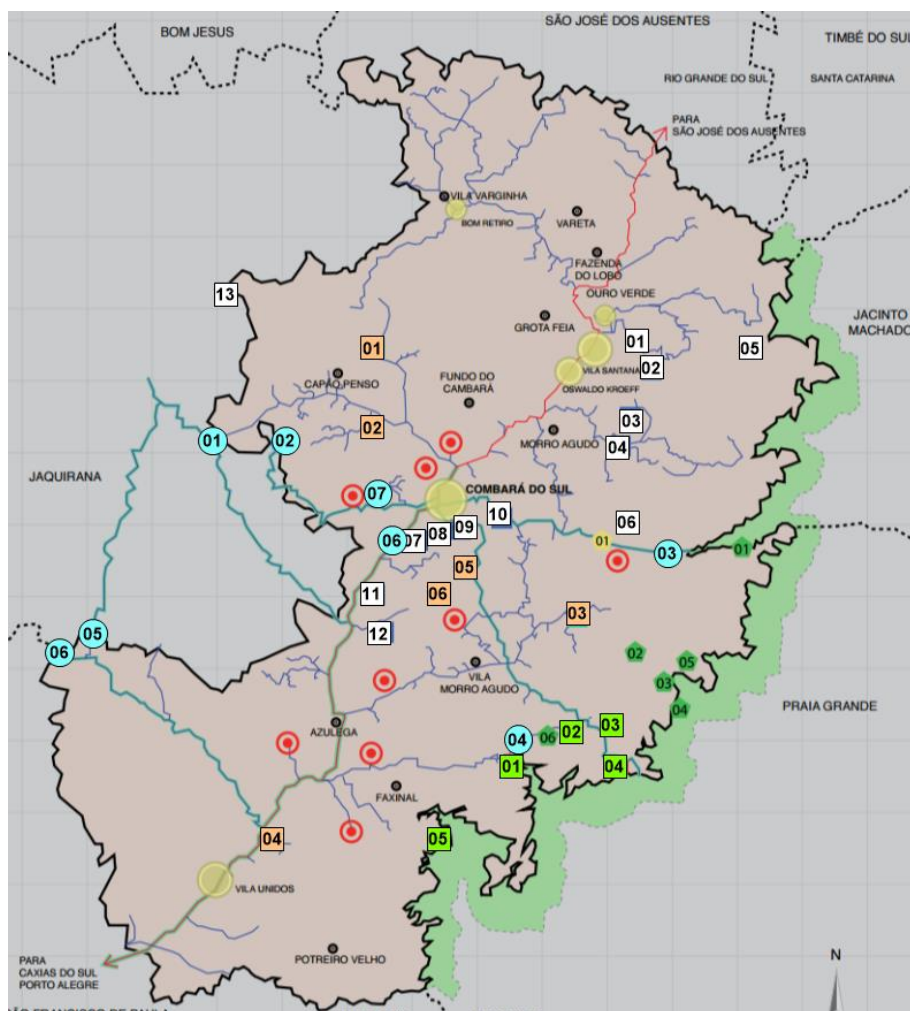 SÃO JOSÉ DOS AUSENTES
BOM JESUS
TIMBÉ DO SUL
RIO GRANDE DO SUL
SANTA CATARINA
PARA
SÃO JOSÉ DOS AUSENTES
VILA VARGINHA
BOM RETIRO
VARETA
FAZENDA
DO LOBO
13
OURO VERDE
JACINTO
MACHADO
GROTA FEIA
01
01
05
VILA SANTANA
02
CAPÃO PENSO
FUNDO DO
CAMBARÁ
OSWALDO KROEFF
02
03
01
02
MORRO AGUDO
04
JAQUIRANA
07
COMBARÁ DO SUL
10
06
09
08
07
06
01
03
01
05
11
06
03
12
05
06
02
05
VILA
MORRO AGUDO
03
04
PRAIA GRANDE
AZULEGA
04
06
02
03
01
04
FAXINAL
04
05
VILA UNIDOS
POTREIRO VELHO
N
PARA
CAXIAS DO SUL
PORTO ALEGRE